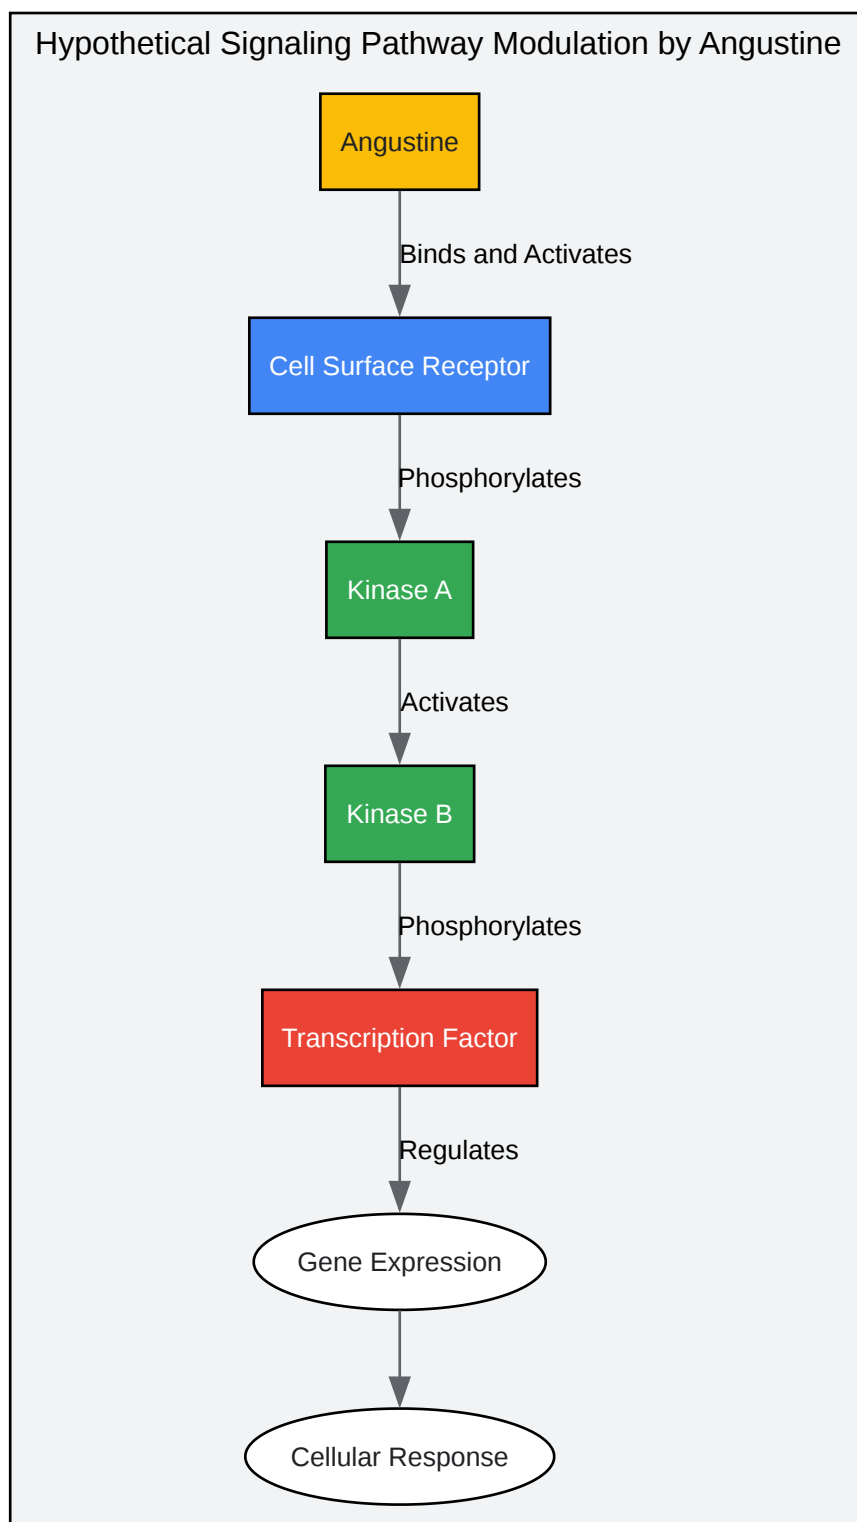 Hypothetical Signaling Pathway Modulation by Angustine
Angustine
Binds and Activates
Cell Surface Receptor
Phosphorylates
Kinase A
Activates
Kinase B
Phosphorylates
Transcription Factor
Regulates
Gene Expression
Cellular Response